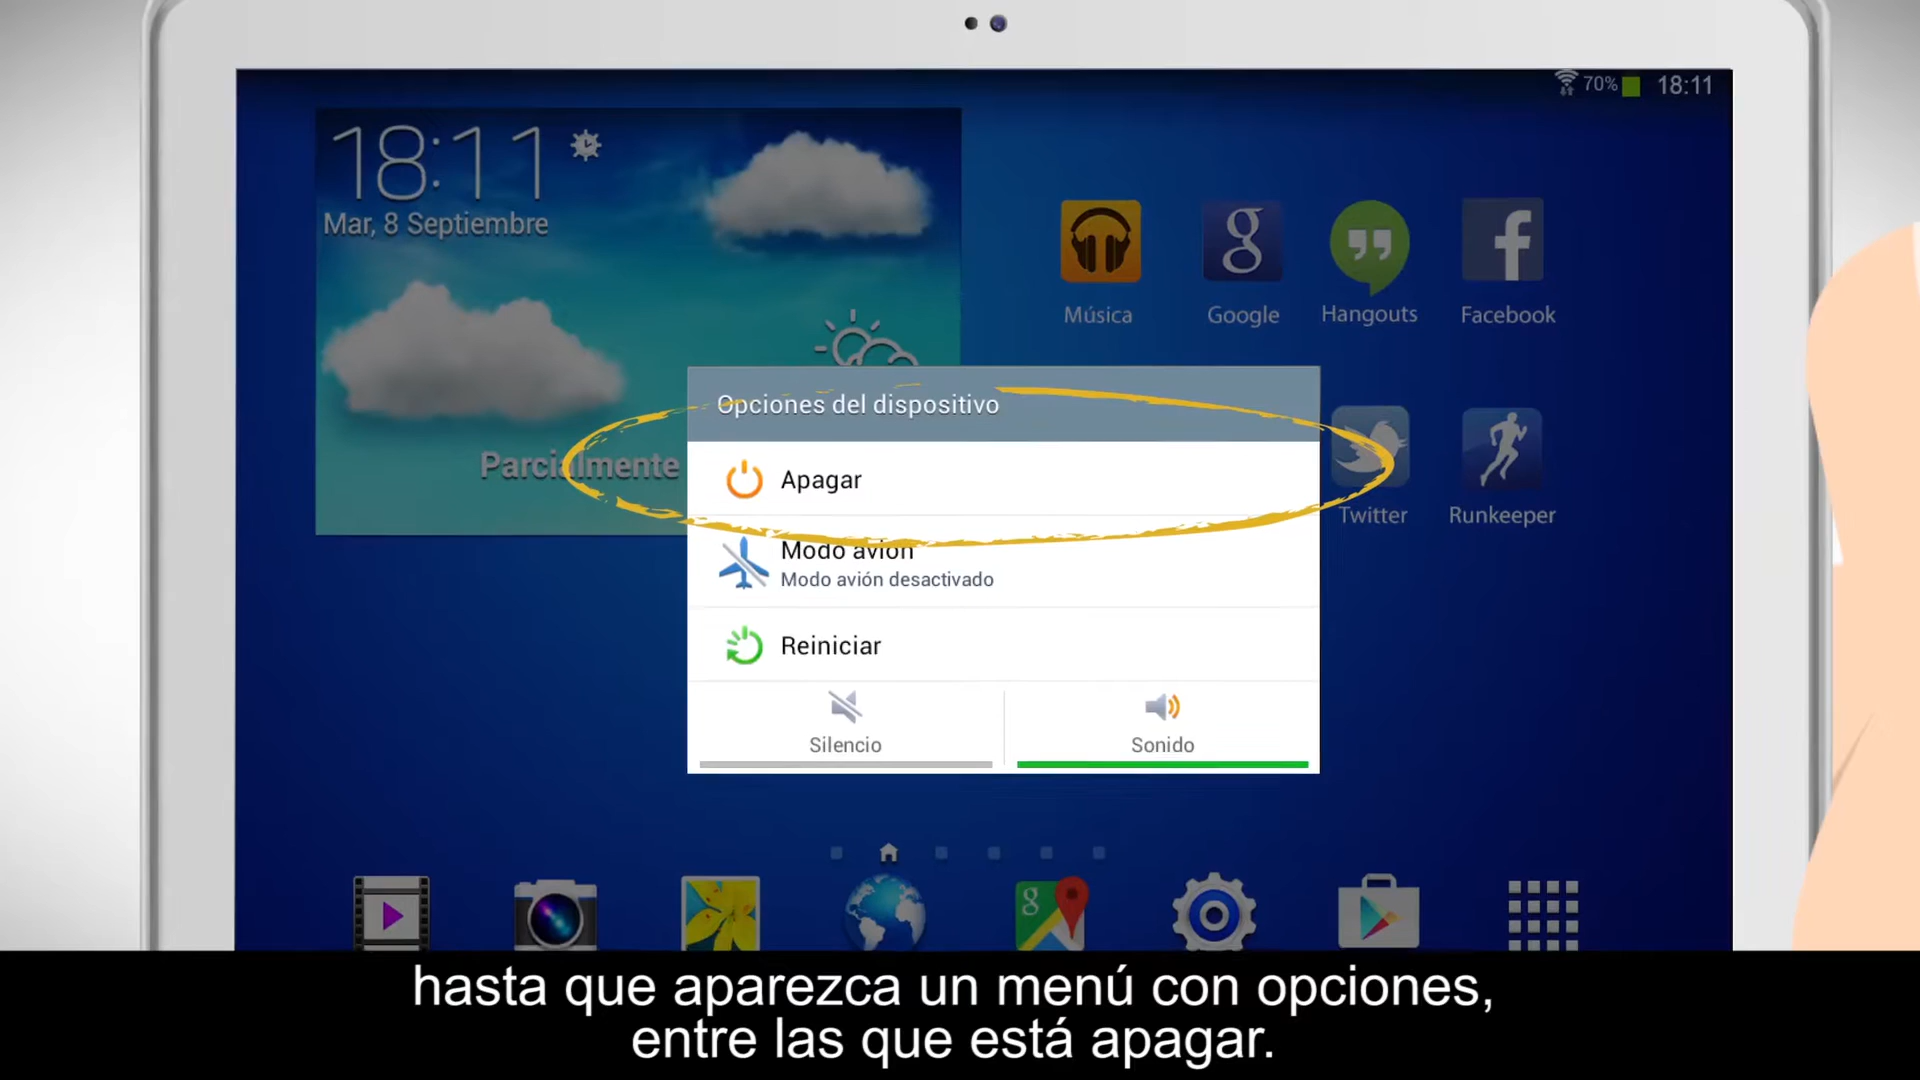 70% 18:11
18:11
Mar, 8 Septiembre
Parcialmente
Música
Google
Hangouts
Facebook
Twitter
Runkeeper
Opciones del dispositivo
Apagar
Modo avión
Modo avión desactivado
Reiniciar
Silencio
Sonido
hasta que aparezca un menú con opciones,
entre las que está apagar.